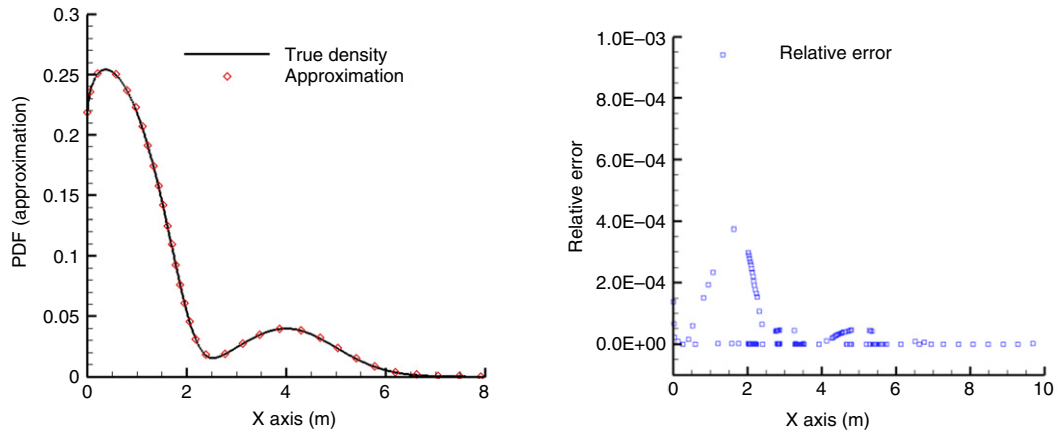 0.3
0.25
0.2
0.15
0.1
0.05
0
PDF (approximation)
True density
Approximation
0 2 4 6 8
X axis (m)
1.0E−03
8.0E−04
6.0E−04
4.0E−04
2.0E−04
0.0E+00
Relative error
Relative error
0 2 4 6 8 10
X axis (m)